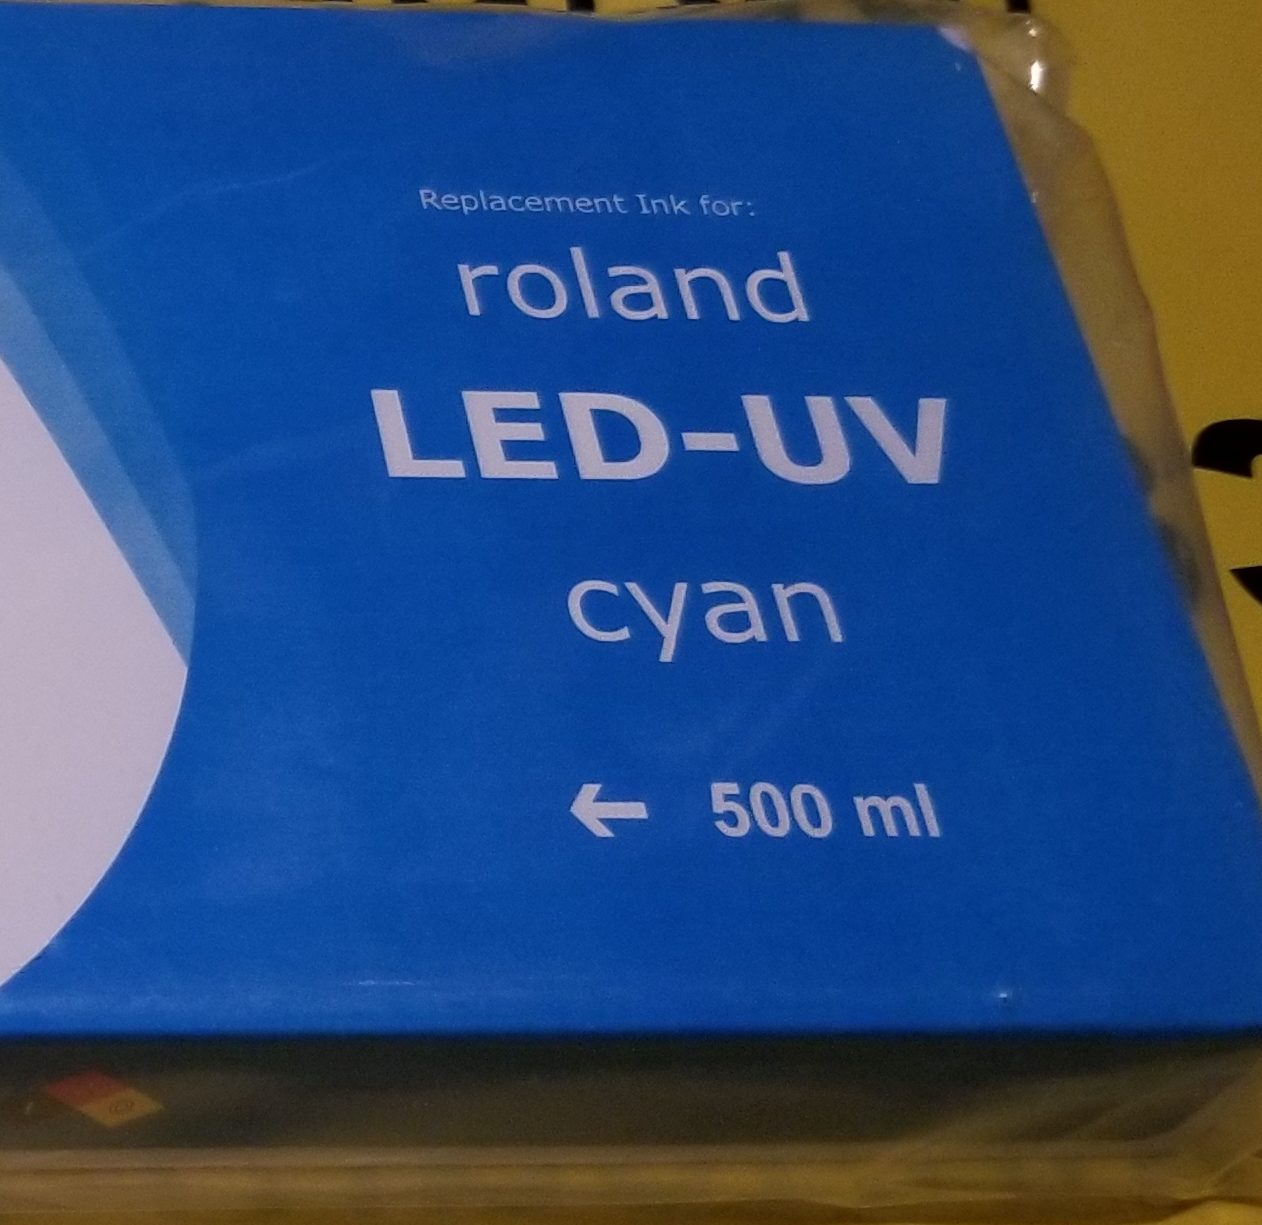 Replacement Ink for:
roland
LED-UV
cyan
← 500 ml